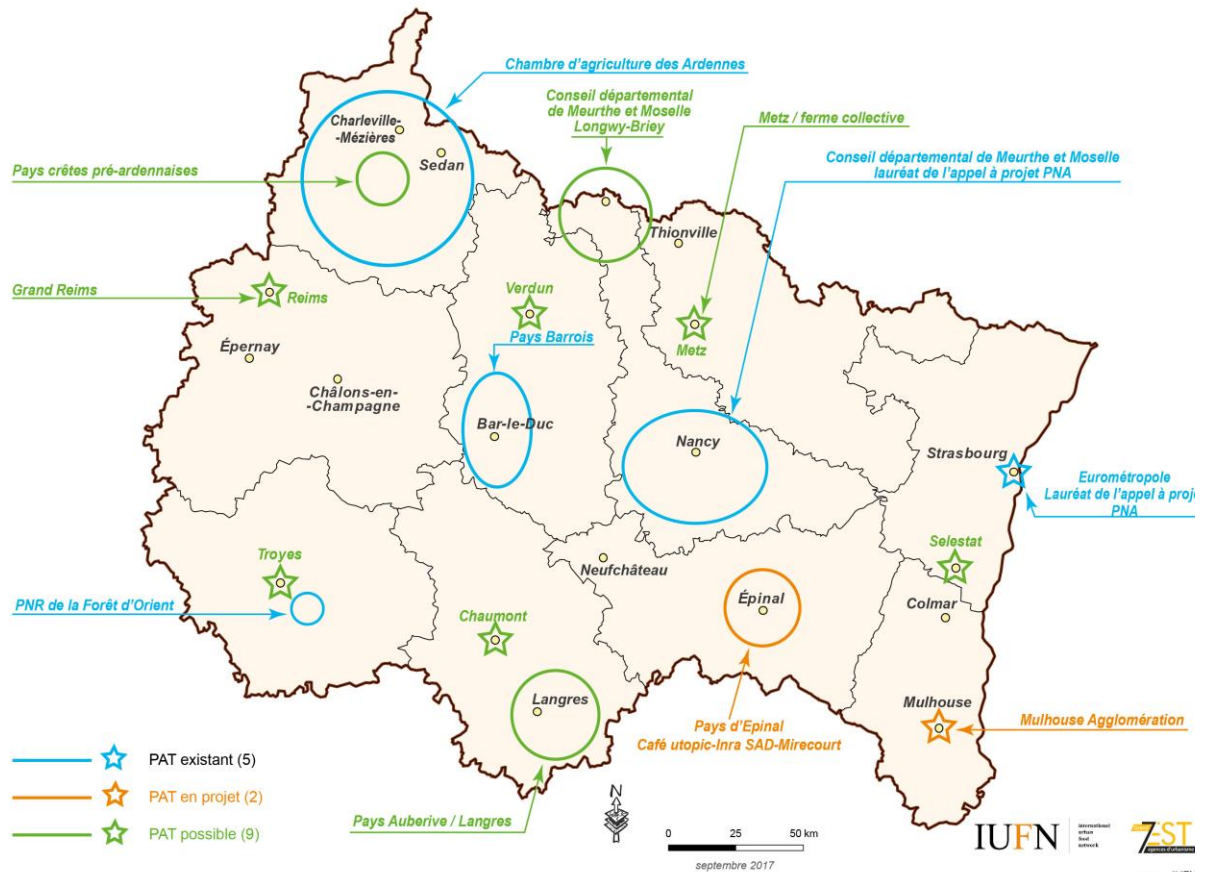 Chambre d'agriculture des Ardennes
Conseil départemental
de Meurthe et Moselle
Longwy-Briey
Metz / ferme collective
Conseil départemental de Meurthe et Moselle
lauréat de l'appel à projet PNA
Charleville-
-Mézières
Sedan
Pays crêtes pré-ardennaises
Thionville
Grand Reims
Reims
Verdun
Metz
Pays Barrois
Épernay
Châlons-en-
-Champagne
Bar-le-Duc
Nancy
Strasbourg
Eurométropole
Lauréat de l'appel à proje
PNA
Troyes
Neufchâteau
Selestat
PNR de la Forêt d'Orient
Chaumont
Épinal
Colmar
Langres
Mulhouse
Pays d'Epinal
Café utopic-Inra SAD-Mirecourt
Mulhouse Agglomération
PAT existant (5)
PAT en projet (2)
PAT possible (9)
Pays Auberive / Langres
N
0 25 50 km
septembre 2017
IUFN
international
urban
food
network
7EST
agences d'urbanisme